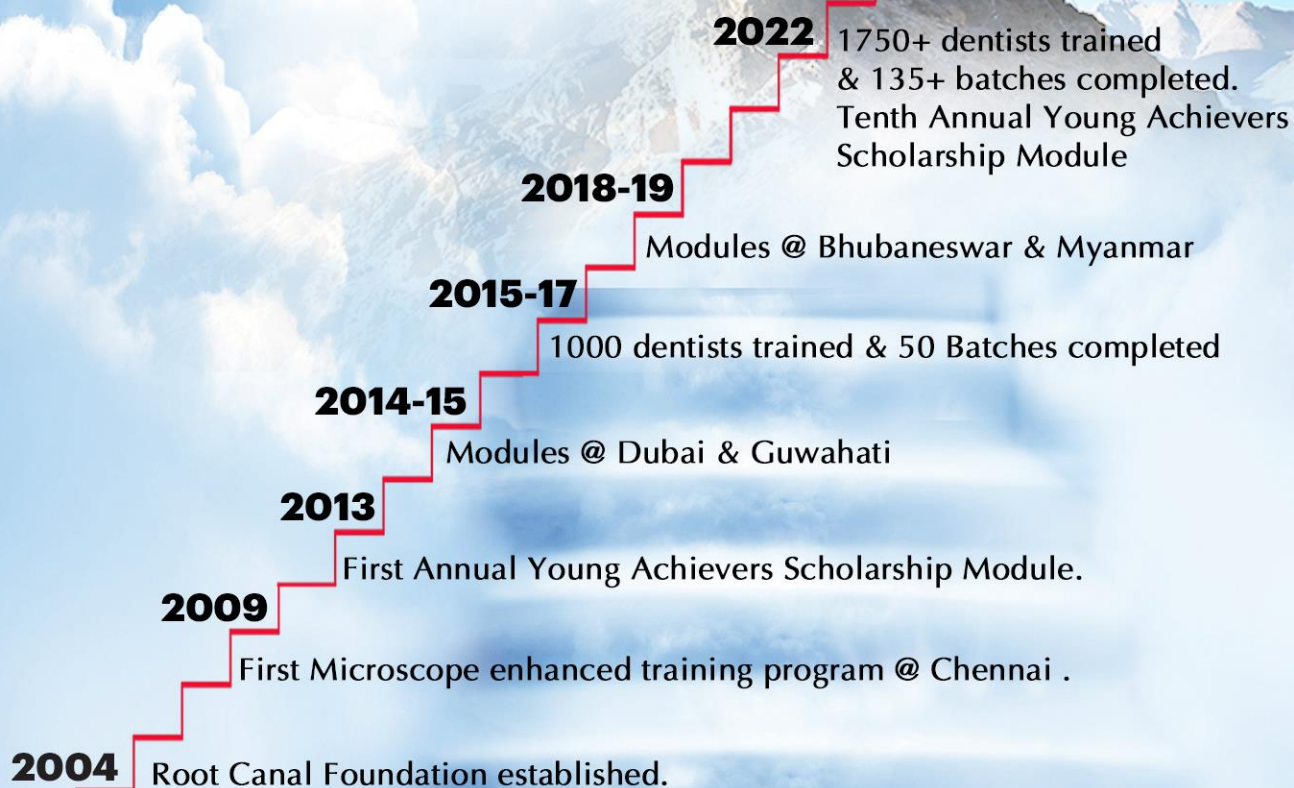 2022
1750+ dentists trained
& 135+ batches completed.
Tenth Annual Young Achievers
Scholarship Module
2018-19
Modules @ Bhubaneswar & Myanmar
2015-17
1000 dentists trained & 50 Batches completed
2014-15
Modules @ Dubai & Guwahati
2013
First Annual Young Achievers Scholarship Module.
2009
First Microscope enhanced training program @ Chennai .
2004
Root Canal Foundation established.